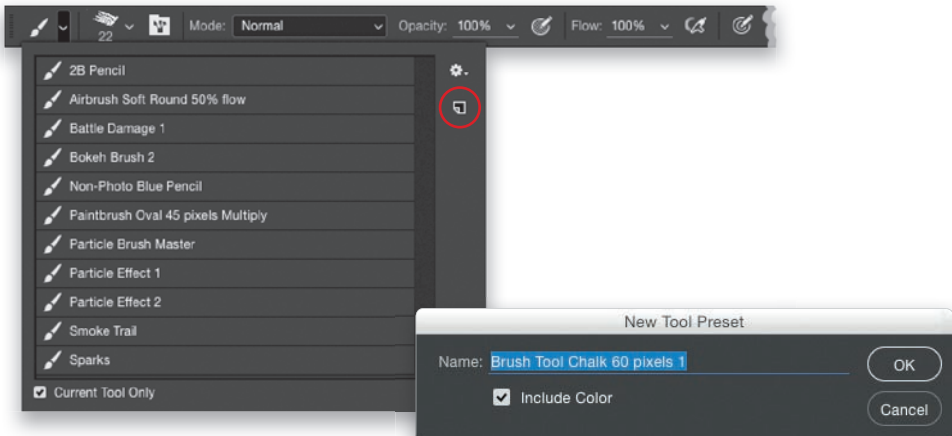 Mode: Normal Opacity: 100% Flow: 100%
22
2B Pencil
Airbrush Soft Round 50% flow
Battle Damage 1
Bokeh Brush 2
Non-Photo Blue Pencil
Paintbrush Oval 45 pixels Multiply
Particle Brush Master
Particle Effect 1
Particle Effect 2
Smoke Trail
Sparks
Current Tool Only
New Tool Preset
Name: Brush Tool Chalk 60 pixels 1
OK
Include Color
Cancel